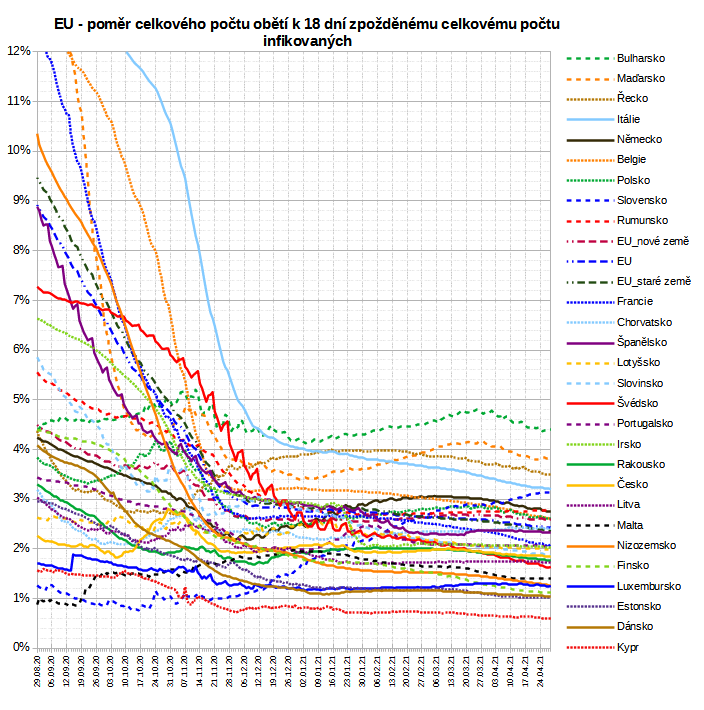 EU - poměr celkového počtu obětí k 18 dní zpožděnému celkovému počtu
infikovaných
12%
11%
10%
9%
8%
7%
6%
5%
4%
3%
2%
1%
0%
29.08.20
05.09.20
12.09.20
19.09.20
26.09.20
03.10.20
10.10.20
17.10.20
24.10.20
31.10.20
07.11.20
14.11.20
21.11.20
28.11.20
05.12.20
12.12.20
19.12.20
26.12.20
02.01.21
09.01.21
16.01.21
23.01.21
30.01.21
06.02.21
13.02.21
20.02.21
27.02.21
06.03.21
13.03.21
20.03.21
27.03.21
03.04.21
10.04.21
17.04.21
24.04.21
Bulharsko
Maďarsko
Řecko
Itálie
Německo
Belgie
Polsko
Slovensko
Rumunsko
EU_nové země
EU
EU_staré země
Francie
Chorvatsko
Španělsko
Lotyšsko
Slovinsko
Švédsko
Portugalsko
Irsko
Rakousko
Česko
Litva
Malta
Nizozemsko
Finsko
Luxembursko
Estonsko
Dánsko
Kypr